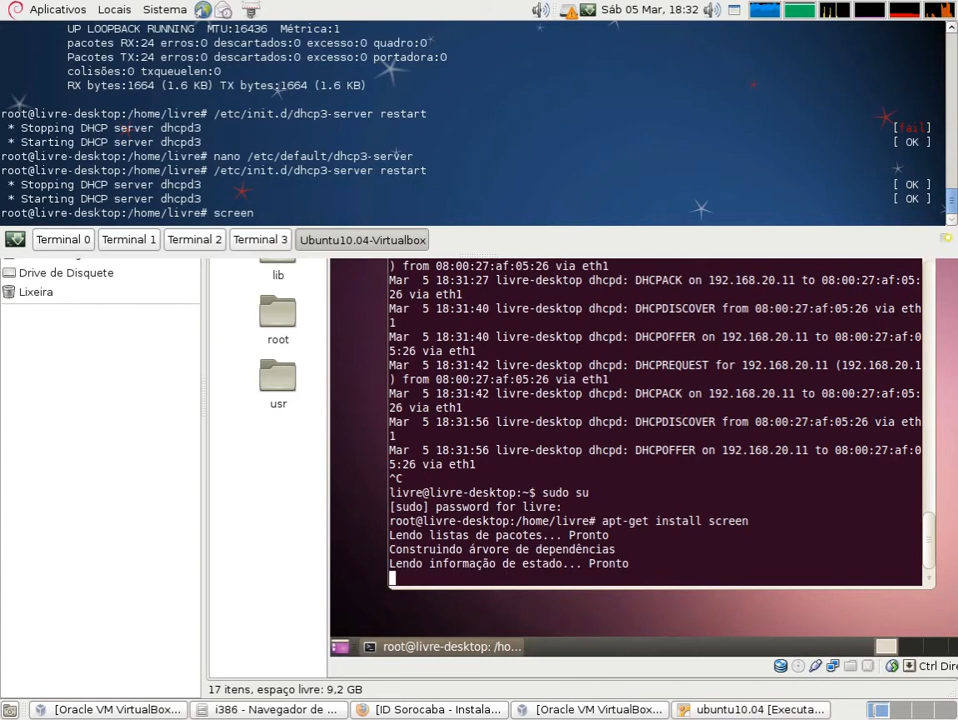 Aplicativos Locais Sistema Sáb 05 Mar, 18:32
UP LOOPBACK RUNNING MTU:16436 Métrica:1
pacotes RX:24 erros:0 descartados:0 excesso:0 quadro:0
Pacotes TX:24 erros:0 descartados:0 excesso:0 portadora:0
colisões:0 txqueuelen:0
RX bytes:1664 (1.6 KB) TX bytes:1664 (1.6 KB)
root@livre-desktop:/home/livre# /etc/init.d/dhcp3-server restart
* Stopping DHCP server dhcpd3 [fail]
* Starting DHCP server dhcpd3 [ OK ]
root@livre-desktop:/home/livre# nano /etc/default/dhcp3-server
root@livre-desktop:/home/livre# /etc/init.d/dhcp3-server restart
* Stopping DHCP server dhcpd3 [ OK ]
* Starting DHCP server dhcpd3 [ OK ]
root@livre-desktop:/home/livre# screen
Terminal 0 Terminal 1 Terminal 2 Terminal 3 Ubuntu10.04-Virtualbox
Drive de Disquete
Lixeira
lib
root
usr
) from 08:00:27:af:05:26 via eth1
Mar 5 18:31:27 livre-desktop dhcpd: DHCPACK on 192.168.20.11 to 08:00:27:af:05:
26 via eth1
Mar 5 18:31:40 livre-desktop dhcpd: DHCPDISCOVER from 08:00:27:af:05:26 via eth
1
Mar 5 18:31:40 livre-desktop dhcpd: DHCPOFFER on 192.168.20.11 to 08:00:27:af:0
5:26 via eth1
Mar 5 18:31:42 livre-desktop dhcpd: DHCPREQUEST for 192.168.20.11 (192.168.20.1
) from 08:00:27:af:05:26 via eth1
Mar 5 18:31:42 livre-desktop dhcpd: DHCPACK on 192.168.20.11 to 08:00:27:af:05:
26 via eth1
Mar 5 18:31:56 livre-desktop dhcpd: DHCPDISCOVER from 08:00:27:af:05:26 via eth
1
Mar 5 18:31:56 livre-desktop dhcpd: DHCPOFFER on 192.168.20.11 to 08:00:27:af:0
5:26 via eth1
^C
livre@livre-desktop:~$ sudo su
[sudo] password for livre:
root@livre-desktop:/home/livre# apt-get install screen
Lendo listas de pacotes... Pronto
Construindo árvore de dependências
Lendo informação de estado... Pronto
root@livre-desktop: /ho...
Ctrl Dire
17 itens, espaço livre: 9,2 GB
[Oracle VM VirtualBox... i386 - Navegador de ... [ID Sorocaba - Instala... [Oracle VM VirtualBox... ubuntu10.04 [Executa...